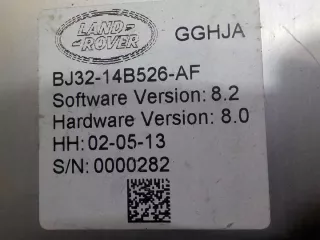 LAND
ROVER
GGHJA
BJ32-14B526-AF
Software Version: 8.2
Hardware Version: 8.0
HH: 02-05-13
S/N: 0000282